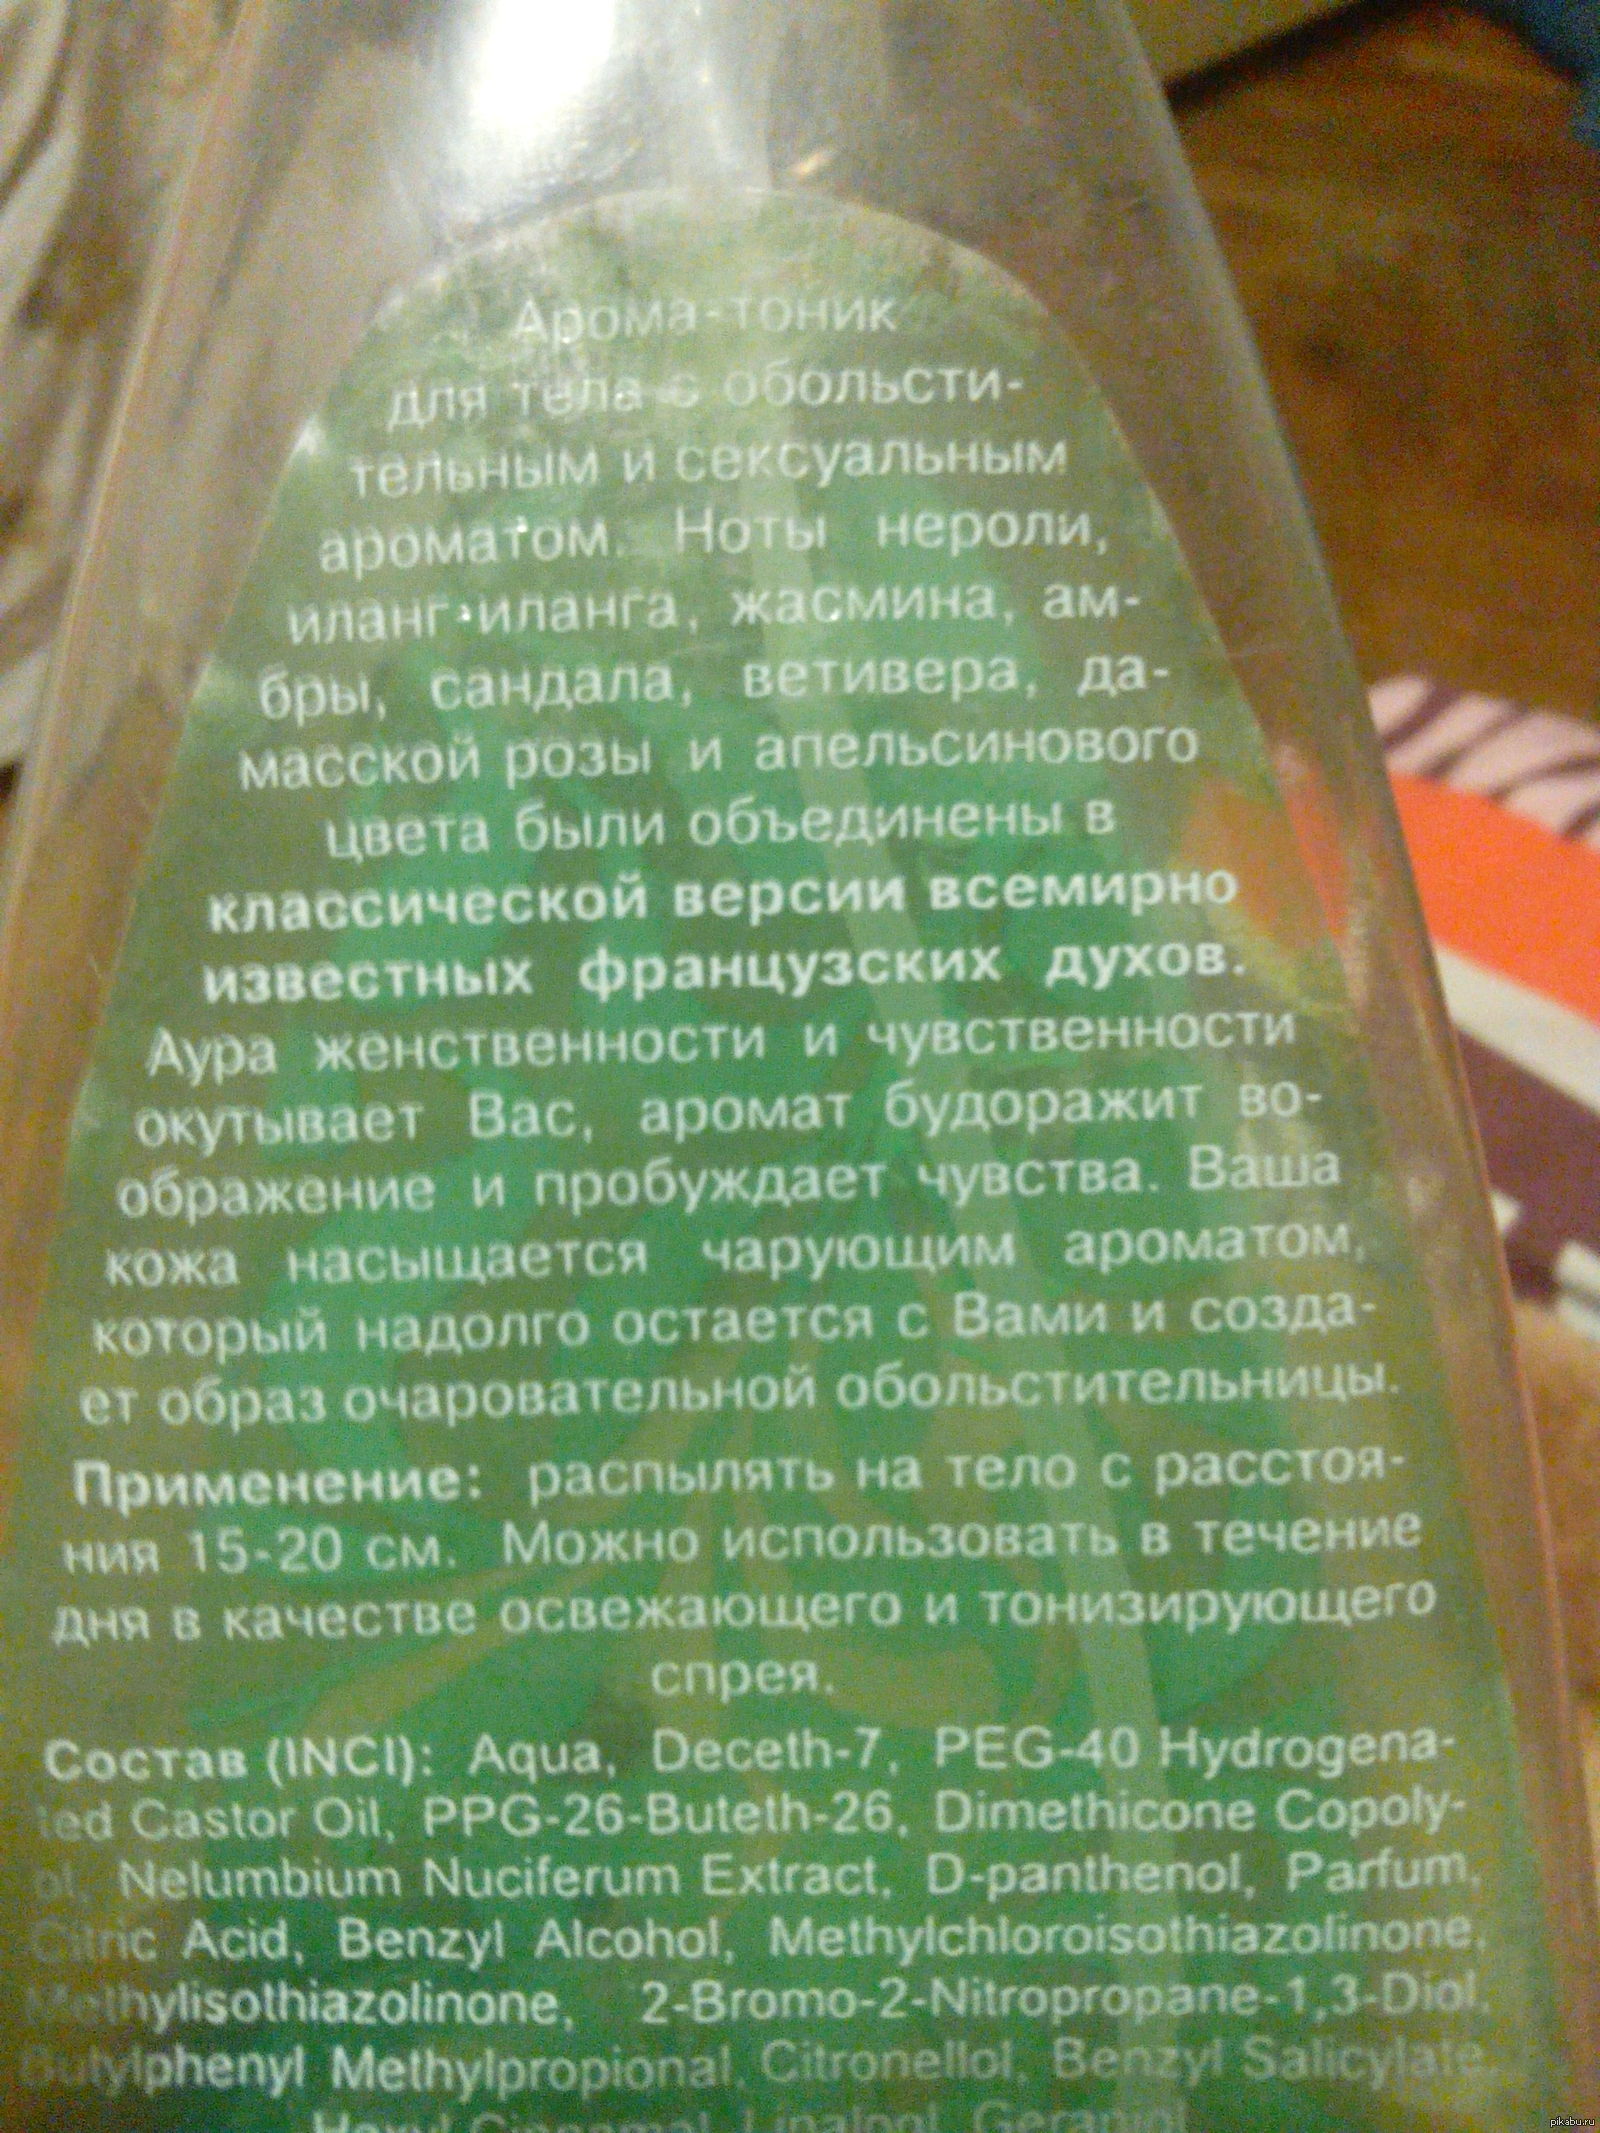 Арома-тоник
для тела с обольсти-
тельным и сексуальным
ароматом. Ноты нероли,
иланг-иланга, жасмина, ам-
бры, сандала, ветивера, да-
масской розы и апельсинового
цвета были объединены в
классической версии всемирно
известных французских духов.
Аура женственности и чувственности
окутывает Вас, аромат будоражит во-
ображение и пробуждает чувства. Ваша
кожа насыщается чарующим ароматом,
который надолго остается с Вами и созда-
ет образ очаровательной обольстительницы.
Применение: распылять на тело с расстоя-
ния 15-20 см. Можно использовать в течение
дня в качестве освежающего и тонизирующего
спрея.
Состав (INCI): Aqua, Deceth-7, PEG-40 Hydrogena-
ted Castor Oil, PPG-26-Buteth-26, Dimethicone Copoly-
ol, Nelumbium Nuciferum Extract, D-panthenol, Parfum,
Citric Acid, Benzyl Alcohol, Methylchloroisothiazolinone,
Methylisothiazolinone, 2-Bromo-2-Nitropropane-1,3-Diol,
Butylphenyl Methylpropional, Citronellol, Benzyl Salicylate,
Linalool, Geraniol
pikabu.ru